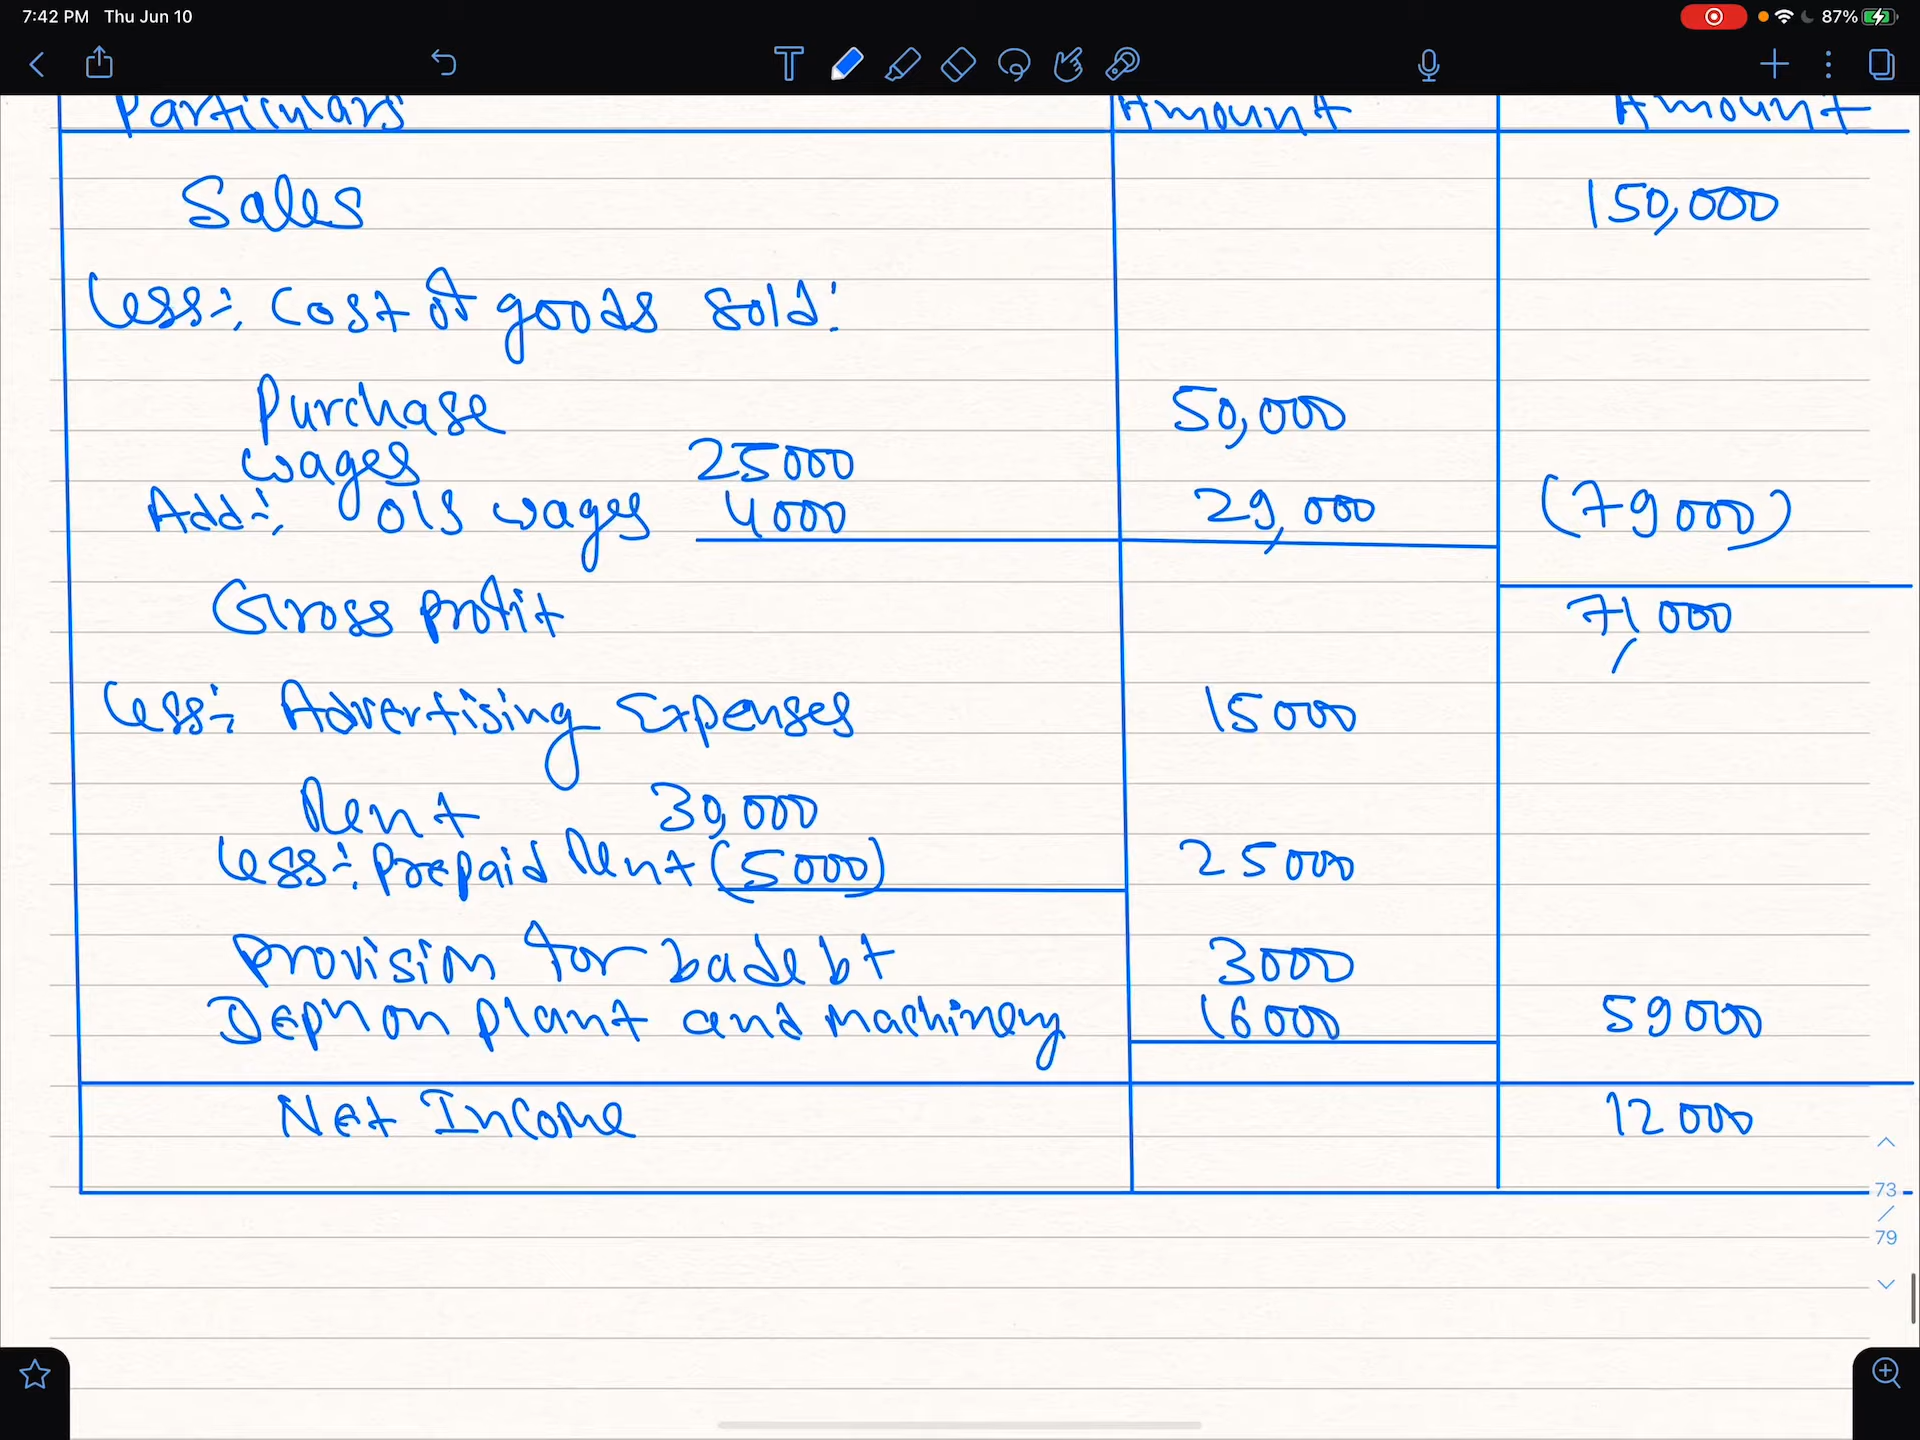 7:42 PM Thu Jun 10
87%
Particulars Amount Amount
Sales 150,000
Less:- Cost of goods sold:
Purchase 50,000
wages 25000
Add:- O/S wages 4000 29,000 (79000)
Gross profit 71,000
Less:- Advertising Expenses 15000
Rent 30,000
Less:- Prepaid Rent (5000) 25000
Provision for badebt 3000
Depn on plant and machinery 16000 59000
Net Income 12000
73
/
79